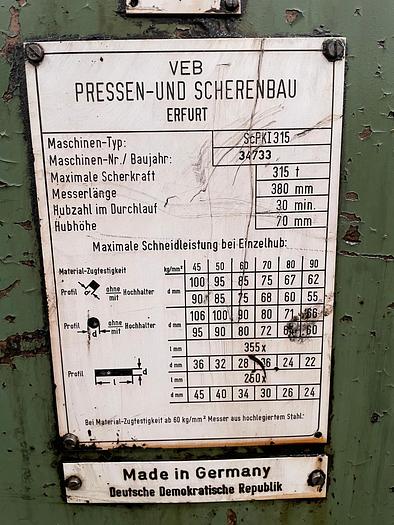 VEB
PRESSEN-UND SCHERENBAU
ERFURT
Maschinen-Typ: ScPKI 315
Maschinen-Nr./ Baujahr: 34733
Maximale Scherkraft 315 t
Messerlänge 380 mm
Hubzahl im Durchlauf 30 min.
Hubhöhe 70 mm
Maximale Schneidleistung bei Einzelhub:
Material-Zugfestigkeit kg/mm² 45 50 60 70 80 90
Profil ohne mit Hochhalter d mm 100 95 85 75 67 62
90 85 75 68 60 55
Profil d ohne mit Hochhalter d mm 106 100 90 80 71 66
95 90 80 72 60
l mm 355x
Profil l d d mm 36 32 28 24 22
l mm 250x
d mm 45 40 34 30 26 24
Bei Material-Zugfestigkeit ab 60 kg/mm² Messer aus hochlegiertem Stahl.
Made in Germany
Deutsche Demokratische Republik